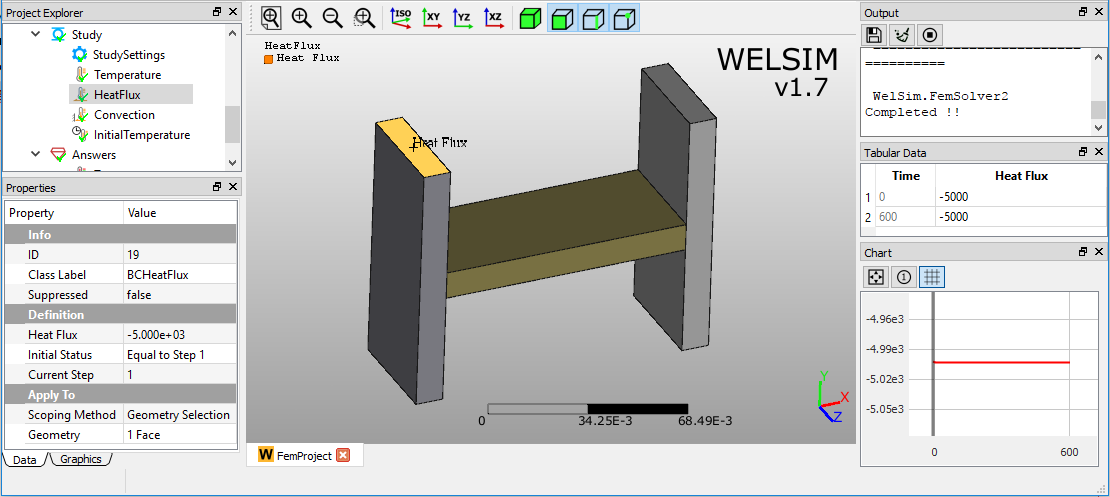 Project Explorer
Study
StudySettings
Temperature
HeatFlux
Convection
InitialTemperature
Answers
Properties
Property Value
Info
ID 19
Class Label BCHeatFlux
Suppressed false
Definition
Heat Flux -5.000e+03
Initial Status Equal to Step 1
Current Step 1
Apply To
Scoping Method Geometry Selection
Geometry 1 Face
Data Graphics
ISO XY YZ XZ
HeatFlux
Heat Flux
WELSIM
v1.7
Heat Flux
0 34.25E-3 68.49E-3
Y
X
Z
W FemProject
Output
==========================
==========
WelSim.FemSolver2
Completed !!
Tabular Data
Time Heat Flux
1 0 -5000
2 600 -5000
Chart
1
-4.96e3
-4.99e3
-5.02e3
-5.05e3
0 600